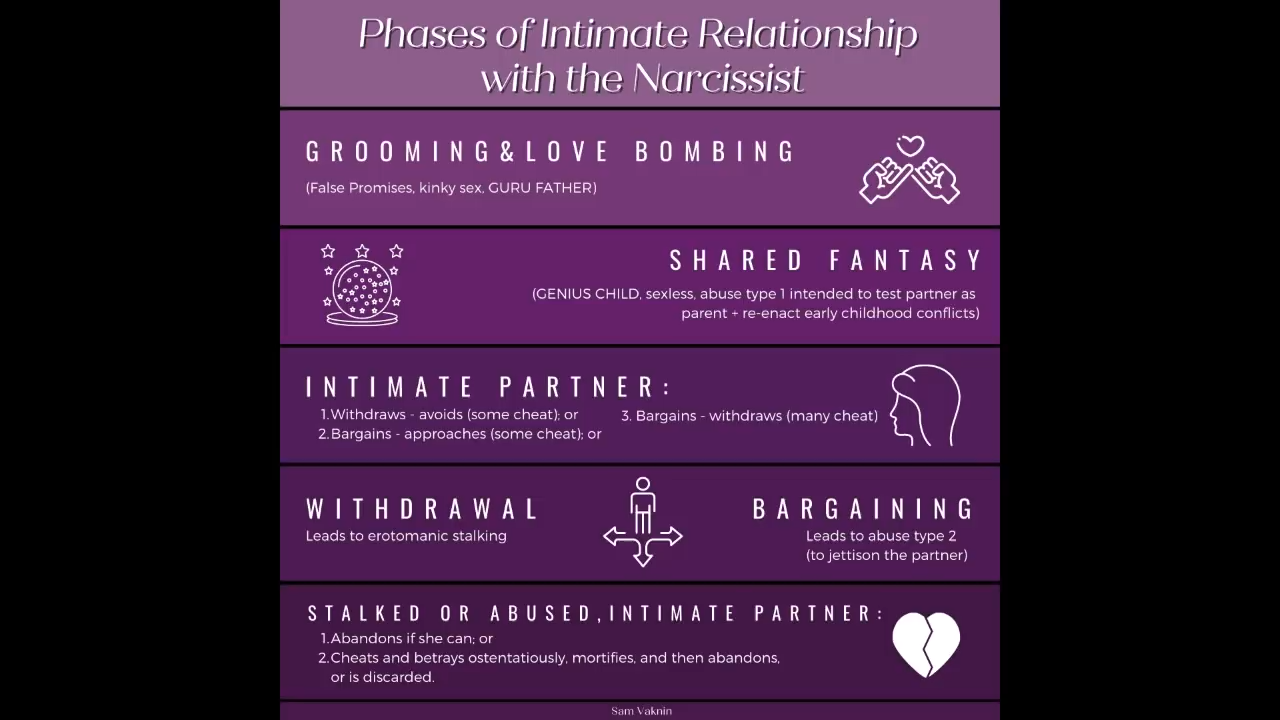 Phases of Intimate Relationship
with the Narcissist
GROOMING&LOVE BOMBING
(False Promises, kinky sex, GURU FATHER)
SHARED FANTASY
(GENIUS CHILD, sexless, abuse type 1 intended to test partner as
parent + re-enact early childhood conflicts)
INTIMATE PARTNER:
1. Withdraws - avoids (some cheat); or
2. Bargains - approaches (some cheat); or
3. Bargains - withdraws (many cheat)
WITHDRAWAL
Leads to erotomanic stalking
BARGAINING
Leads to abuse type 2
(to jettison the partner)
STALKED OR ABUSED, INTIMATE PARTNER:
1. Abandons if she can; or
2. Cheats and betrays ostentatiously, mortifies, and then abandons,
or is discarded.
Sam Vaknin